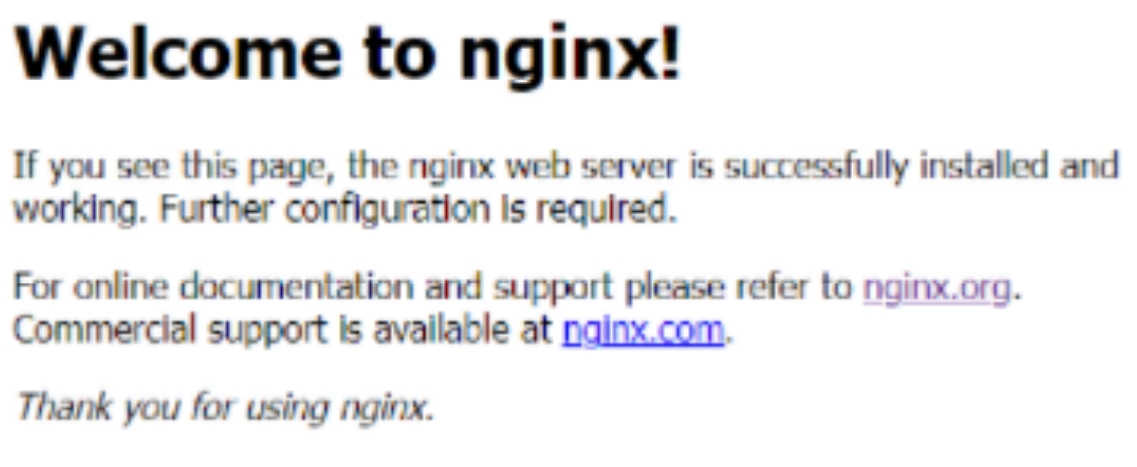 Welcome to nginx!
If you see this page, the nginx web server is successfully installed and
working. Further configuration is required.
For online documentation and support please refer to nginx.org.
Commercial support is available at nginx.com.
Thank you for using nginx.